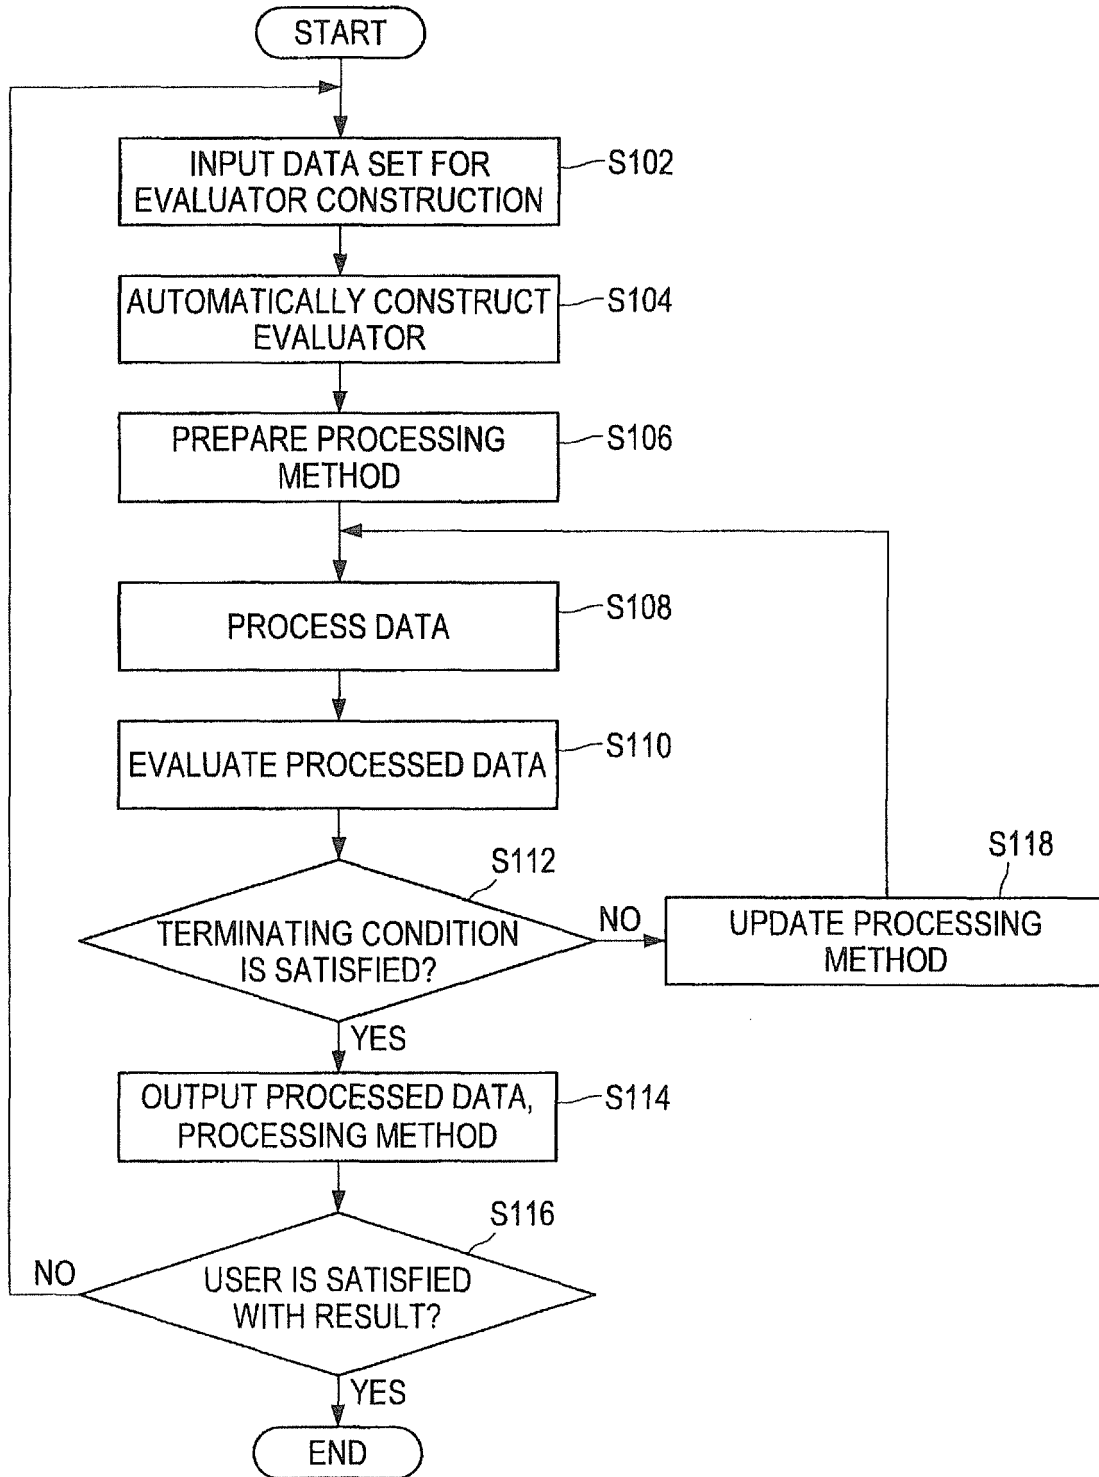 START
INPUT DATA SET FOR
EVALUATOR CONSTRUCTION
S102
AUTOMATICALLY CONSTRUCT
EVALUATOR
S104
PREPARE PROCESSING
METHOD
S106
PROCESS DATA
S108
EVALUATE PROCESSED DATA
S110
S112
TERMINATING CONDITION
IS SATISFIED?
NO
S118
UPDATE PROCESSING
METHOD
YES
OUTPUT PROCESSED DATA,
PROCESSING METHOD
S114
S116
USER IS SATISFIED
WITH RESULT?
NO
YES
END